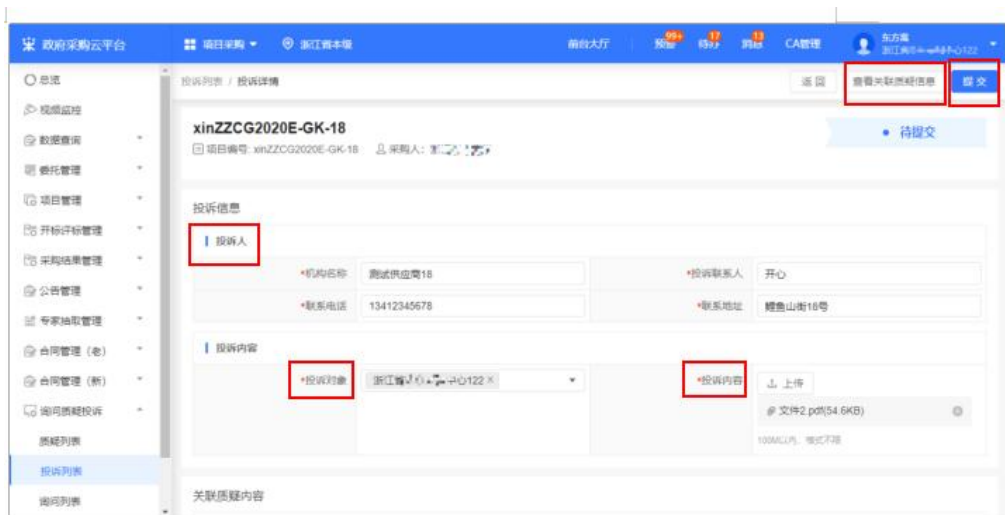 政府采购云平台
项目采购
浙江省本级
前台大厅
预警
99+
待办
17
消息
13
CA管理
东方嵩
总览
视频监控
数据查询
委托管理
项目管理
开标评标管理
采购结果管理
公告管理
专家抽取管理
合同管理（老）
合同管理（新）
询问质疑投诉
质疑列表
投诉列表
询问列表
投诉列表 / 投诉详情
返回
查看关联质疑信息
提交
xinZZCG2020E-GK-18
项目编号: xinZZCG2020E-GK-18 采购人:
待提交
投诉信息
投诉人
*机构名称 测试供应商18
*投诉联系人 开心
*联系电话 13412345678
*联系地址 鲤鱼山街16号
投诉内容
*投诉对象
中心122 ×
*投诉内容
上传
文件2.pdf(54.6KB)
100M以内，格式不限
关联质疑内容